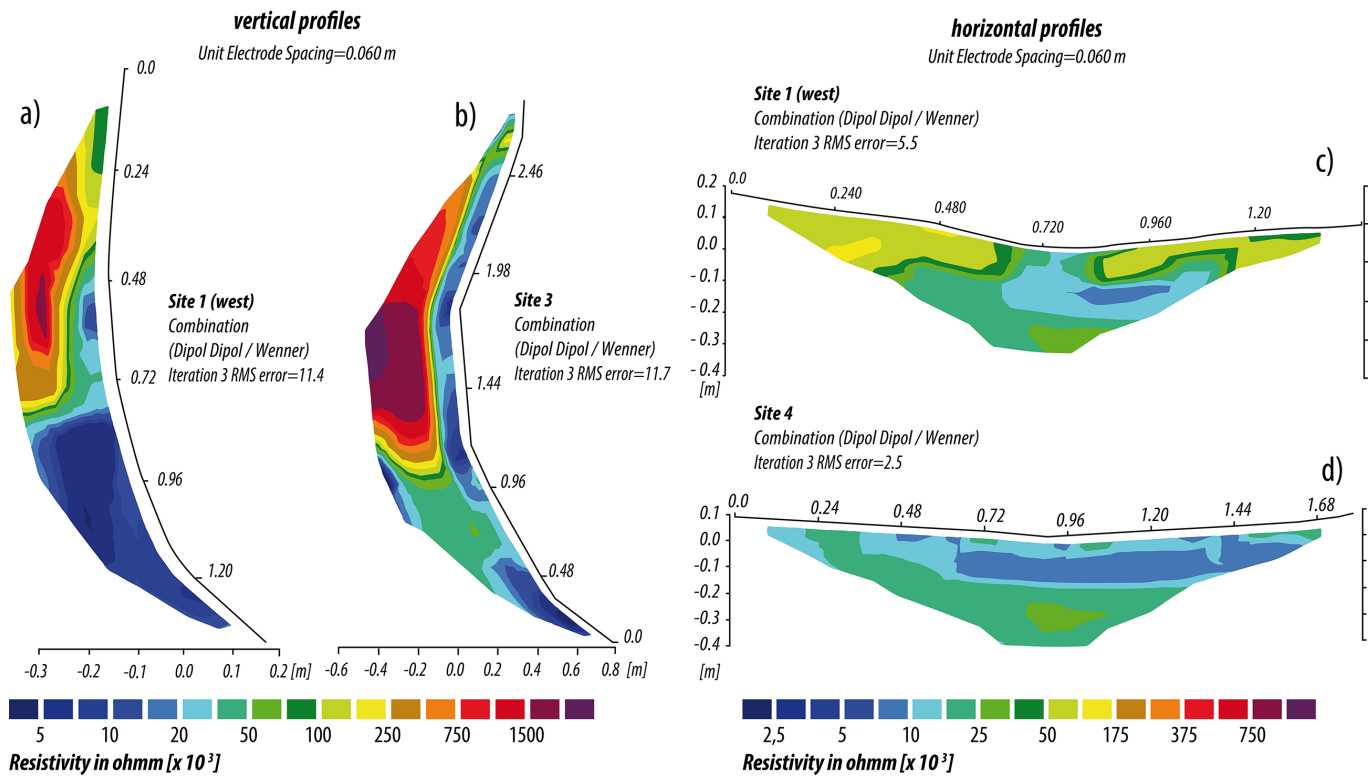 vertical profiles
Unit Electrode Spacing=0.060 m
a)
0.0
0.24
0.48
0.72
0.96
1.20
Site 1 (west)
Combination
(Dipol Dipol / Wenner)
Iteration 3 RMS error=11.4
-0.3 -0.2 -0.1 0.0 0.1 0.2 [m]
b)
2.46
1.98
1.44
0.96
0.48
0.0
Site 3
Combination
(Dipol Dipol / Wenner)
Iteration 3 RMS error=11.7
-0.6 -0.4 -0.2 0.0 0.2 0.4 0.6 0.8 [m]
5 10 20 50 100 250 750 1500
Resistivity in ohmm [x 10³]
horizontal profiles
Unit Electrode Spacing=0.060 m
Site 1 (west)
Combination (Dipol Dipol / Wenner)
Iteration 3 RMS error=5.5
c)
0.0 0.240 0.480 0.720 0.960 1.20
0.2
0.1
0.0
- 0.1
- 0.2
- 0.3
- 0.4
[m]
Site 4
Combination (Dipol Dipol / Wenner)
Iteration 3 RMS error=2.5
d)
0.0 0.24 0.48 0.72 0.96 1.20 1.44 1.68
0.1
0.0
-0.1
-0.2
-0.3
-0.4
[m]
2,5 5 10 25 50 175 375 750
Resistivity in ohmm [x 10³]